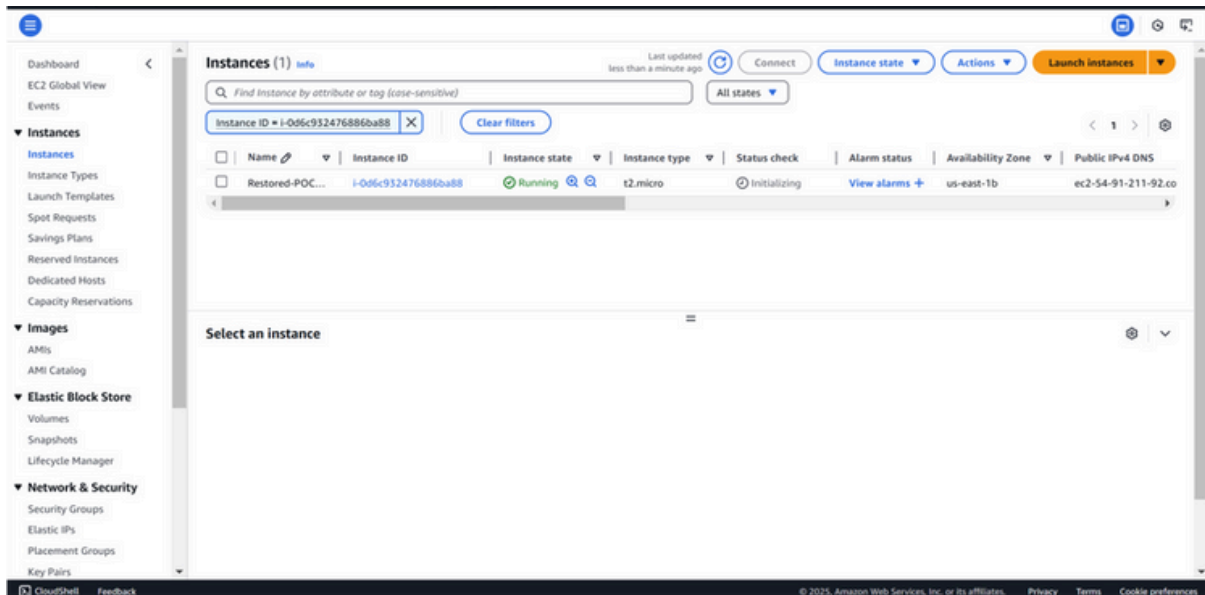 Dashboard
EC2 Global View
Events
Instances
Instances
Instance Types
Launch Templates
Spot Requests
Savings Plans
Reserved Instances
Dedicated Hosts
Capacity Reservations
Images
AMIs
AMI Catalog
Elastic Block Store
Volumes
Snapshots
Lifecycle Manager
Network & Security
Security Groups
Elastic IPs
Placement Groups
Key Pairs
Instances (1) Info
Last updated
less than a minute ago
Connect
Instance state
Actions
Launch instances
Find Instance by attribute or tag (case-sensitive)
All states
Instance ID = i-0d6c932476886ba88
Clear filters
1
Name Instance ID Instance state Instance type Status check Alarm status Availability Zone Public IPv4 DNS
Restored-POC... i-0d6c932476886ba88 Running t2.micro Initializing View alarms + us-east-1b ec2-54-91-211-92.co
Select an instance
CloudShell Feedback © 2025, Amazon Web Services, Inc. or its affiliates. Privacy Terms Cookie preferences